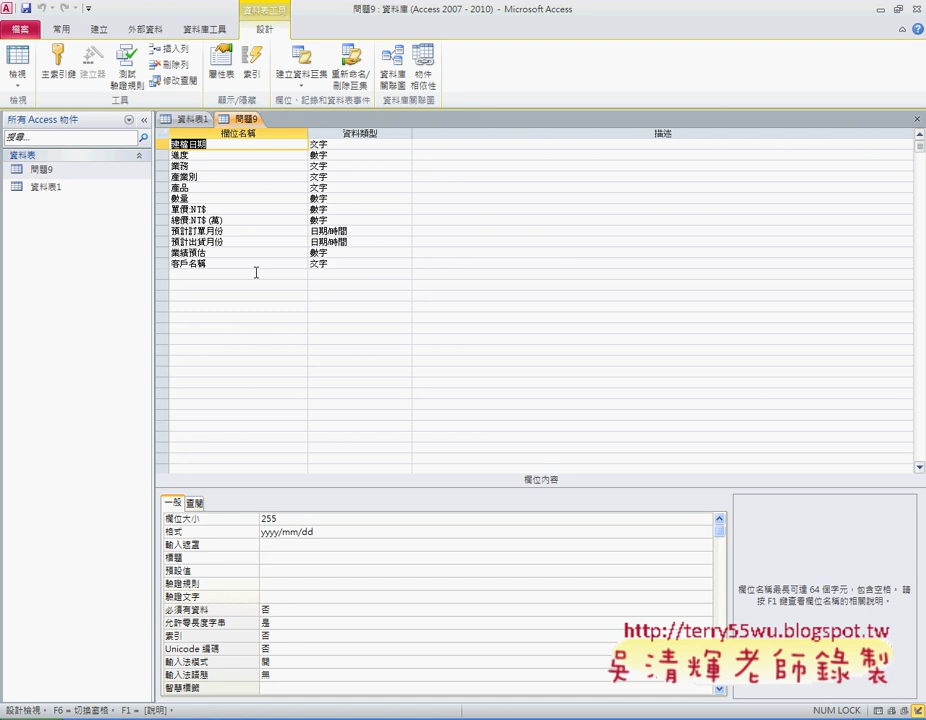 資料表工具
問題9 : 資料庫 (Access 2007 - 2010) - Microsoft Access
檔案 常用 建立 外部資料 資料庫工具 設計
檢視 主索引鍵 建立器 測試驗證規則 插入列 刪除列 修改查閱 屬性表 索引 建立資料巨集 重新命名/刪除巨集 資料庫關聯圖 物件相依性
檢視 工具 顯示/隱藏 欄位、記錄和資料表事件 資料庫關聯圖
所有 Access 物件
搜尋...
資料表
問題9
資料表1
資料表1 問題9
欄位名稱 資料類型 描述
建檔日期 文字
進度 數字
業務 文字
產業別 文字
產品 文字
數量 數字
單價:NT$ 數字
總價:NT$ (萬) 數字
預計訂單月份 日期/時間
預計出貨月份 日期/時間
業績預估 數字
客戶名稱 文字
欄位內容
一般 查閱
欄位大小 255
格式 yyyy/mm/dd
輸入遮罩
標題
預設值
驗證規則
驗證文字
必須有資料 否
允許零長度字串 是
索引 否
Unicode 編碼 否
輸入法模式 開
輸入法類態 無
智慧標籤
欄位名稱最長可達 64 個字元，包含空格。 請
按 F1 鍵查看欄位名稱的相關說明。
http://terry55wu.blogspot.tw
吳清輝老師錄製
設計檢視。 F6 = 切換窗格。 F1 = [說明]。
NUM LOCK